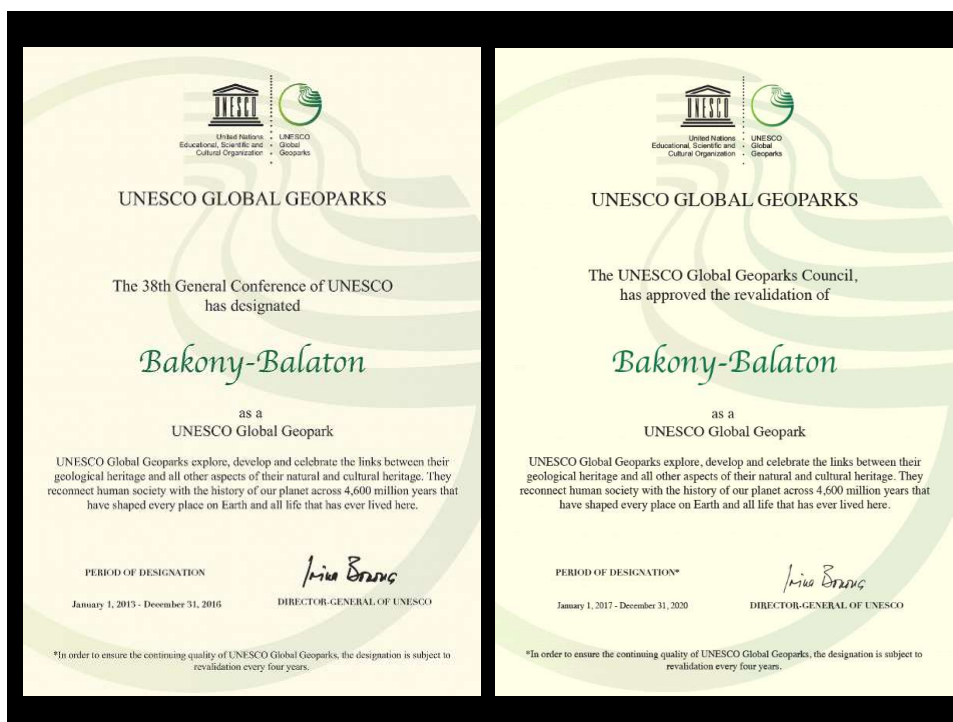 UNESCO
United Nations
Educational, Scientific and
Cultural Organization
UNESCO
Global
Geoparks
UNESCO GLOBAL GEOPARKS
The 38th General Conference of UNESCO
has designated
Bakony-Balaton
as a
UNESCO Global Geopark
UNESCO Global Geoparks explore, develop and celebrate the links between their
geological heritage and all other aspects of their natural and cultural heritage. They
reconnect human society with the history of our planet across 4,600 million years that
have shaped every place on Earth and all life that has ever lived here.
PERIOD OF DESIGNATION
January 1, 2013 - December 31, 2016
Irina Bokova
DIRECTOR-GENERAL OF UNESCO
*In order to ensure the continuing quality of UNESCO Global Geoparks, the designation is subject to
revalidation every four years.
UNESCO
United Nations
Educational, Scientific and
Cultural Organization
UNESCO
Global
Geoparks
UNESCO GLOBAL GEOPARKS
The UNESCO Global Geoparks Council,
has approved the revalidation of
Bakony-Balaton
as a
UNESCO Global Geopark
UNESCO Global Geoparks explore, develop and celebrate the links between their
geological heritage and all other aspects of their natural and cultural heritage. They
reconnect human society with the history of our planet across 4,600 million years that
have shaped every place on Earth and all life that has ever lived here.
PERIOD OF DESIGNATION*
January 1, 2017 - December 31, 2020
Irina Bokova
DIRECTOR-GENERAL OF UNESCO
*In order to ensure the continuing quality of UNESCO Global Geoparks, the designation is subject to
revalidation every four years.